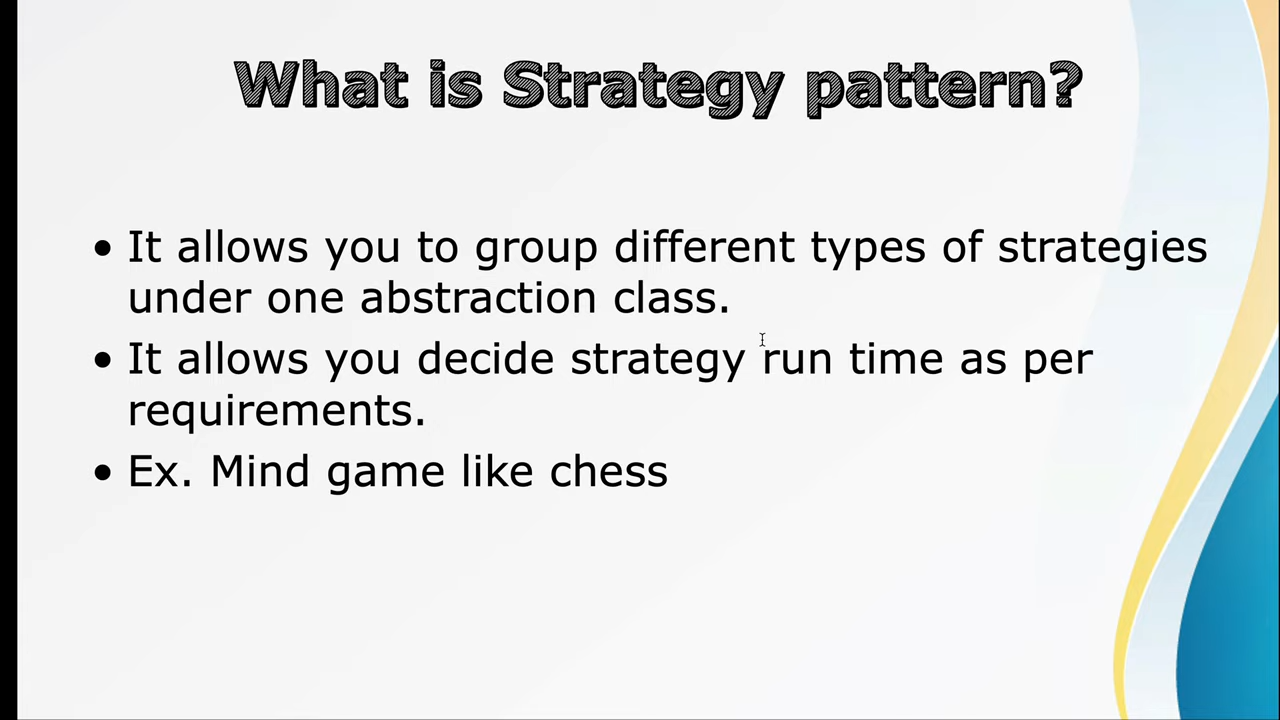 What is Strategy pattern?
• It allows you to group different types of strategies
under one abstraction class.
• It allows you decide strategy run time as per
requirements.
• Ex. Mind game like chess